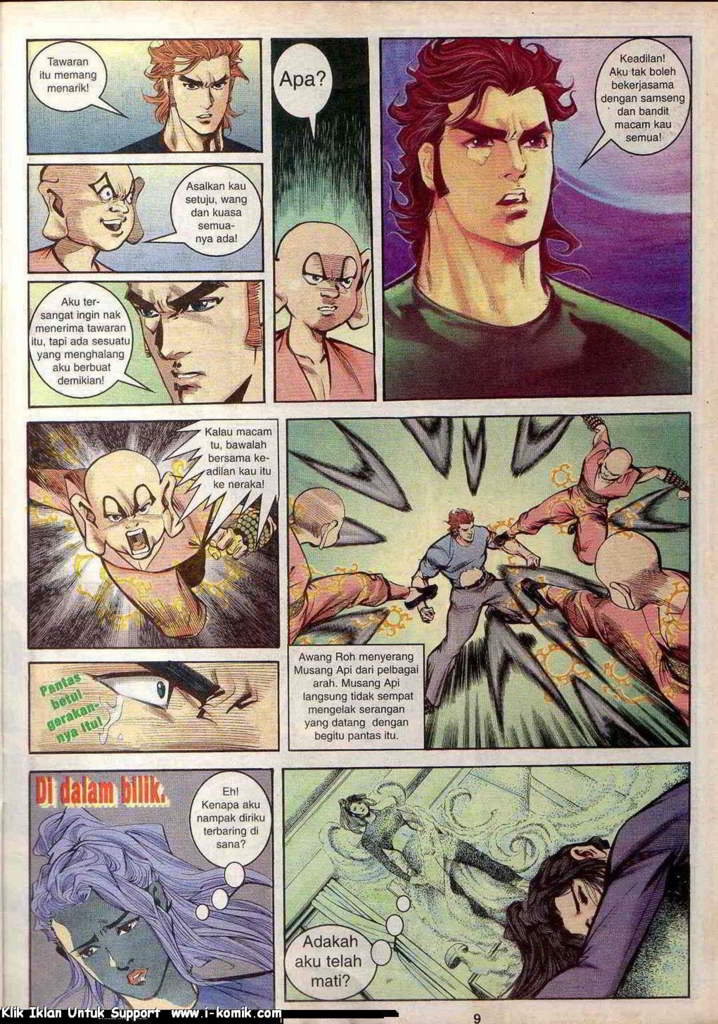 Tawaran
itu memang
menarik!
Asalkan kau
setuju, wang
dan kuasa
semua-
nya ada!
Aku ter-
sangat ingin nak
menerima tawaran
itu, tapi ada sesuatu
yang menghalang
aku berbuat
demikian!
Apa?
Keadilan!
Aku tak boleh
bekerjasama
dengan samseng
dan bandit
macam kau
semua!
Kalau macam
tu, bawalah
bersama ke-
adilan kau itu
ke neraka!
Awang Roh menyerang
Musang Api dari pelbagai
arah. Musang Api
langsung tidak sempat
mengelak serangan
yang datang dengan
begitu pantas itu.
Pantas
betul
gerakan-
nya itu!
Di dalam bilik.
Eh!
Kenapa aku
nampak diriku
terbaring di
sana?
Adakah
aku telah
mati?
9
Klik Iklan Untuk Support www.i-komik.com